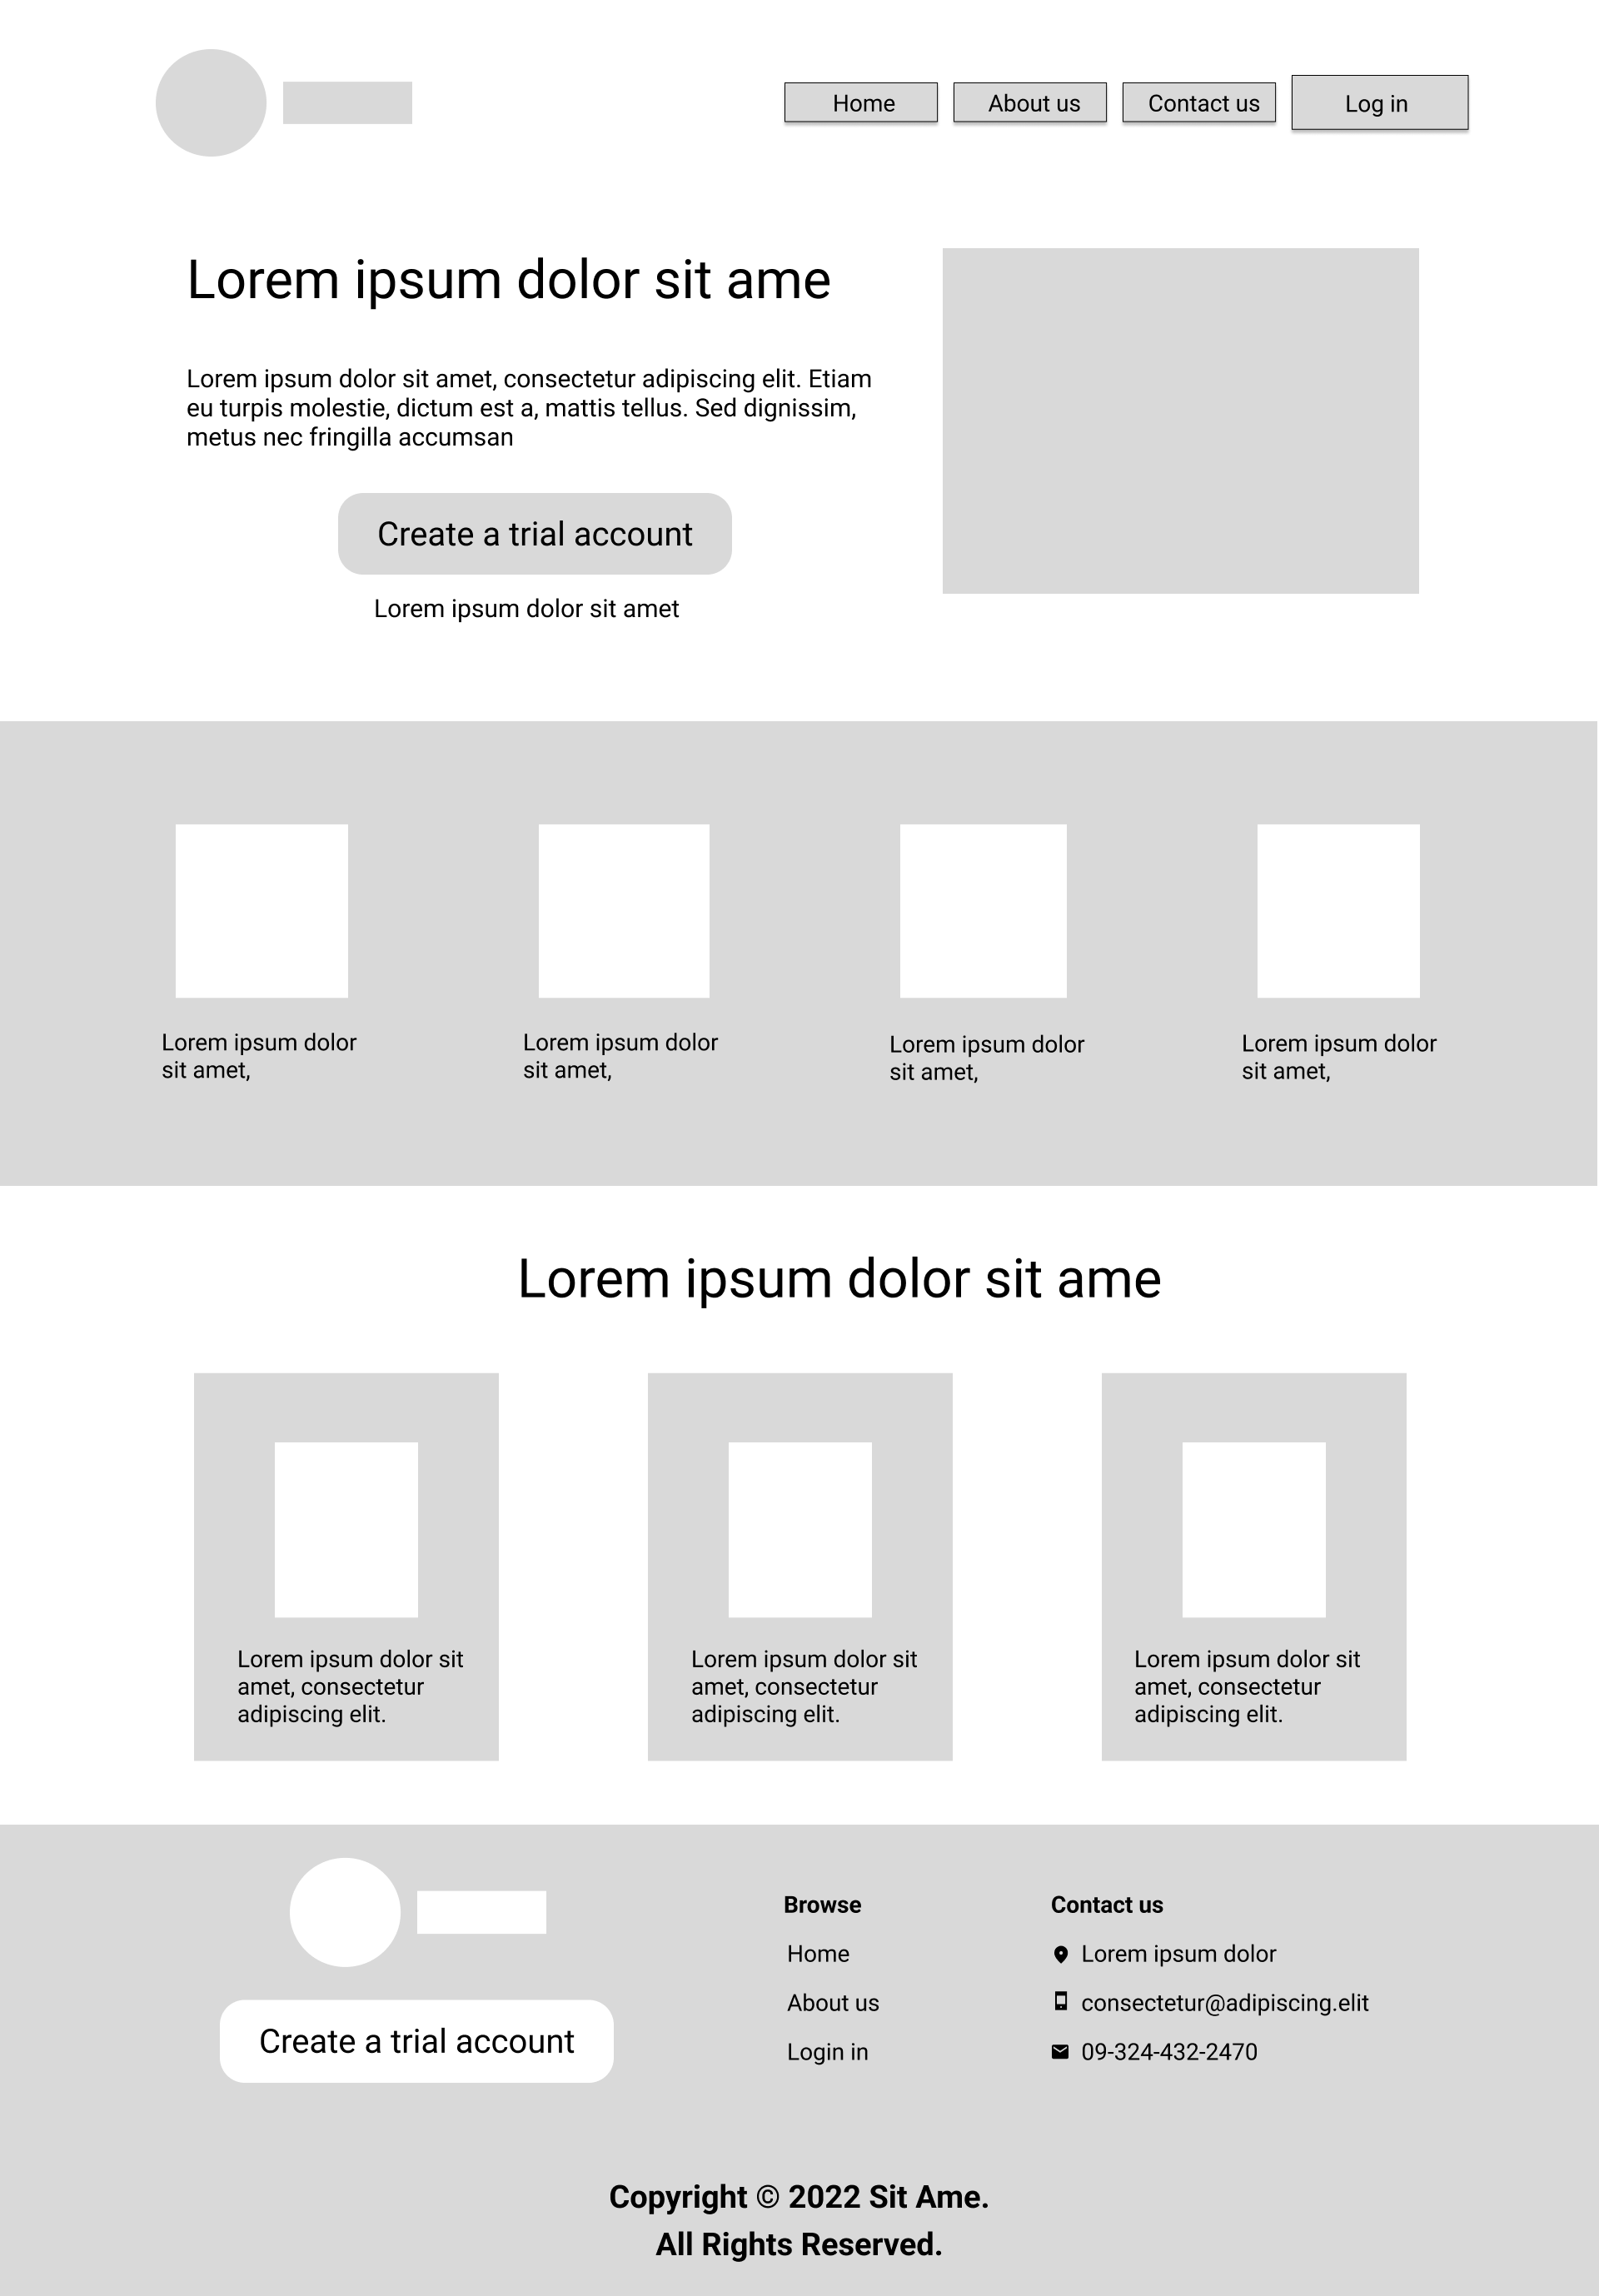 Home
About us
Contact us
Log in
Lorem ipsum dolor sit ame
Lorem ipsum dolor sit amet, consectetur adipiscing elit. Etiam
eu turpis molestie, dictum est a, mattis tellus. Sed dignissim,
metus nec fringilla accumsan
Create a trial account
Lorem ipsum dolor sit amet
Lorem ipsum dolor
sit amet,
Lorem ipsum dolor
sit amet,
Lorem ipsum dolor
sit amet,
Lorem ipsum dolor
sit amet,
Lorem ipsum dolor sit ame
Lorem ipsum dolor sit
amet, consectetur
adipiscing elit.
Lorem ipsum dolor sit
amet, consectetur
adipiscing elit.
Lorem ipsum dolor sit
amet, consectetur
adipiscing elit.
Create a trial account
Browse
Home
About us
Login in
Contact us
Lorem ipsum dolor
consectetur@adipiscing.elit
09-324-432-2470
Copyright © 2022 Sit Ame.
All Rights Reserved.